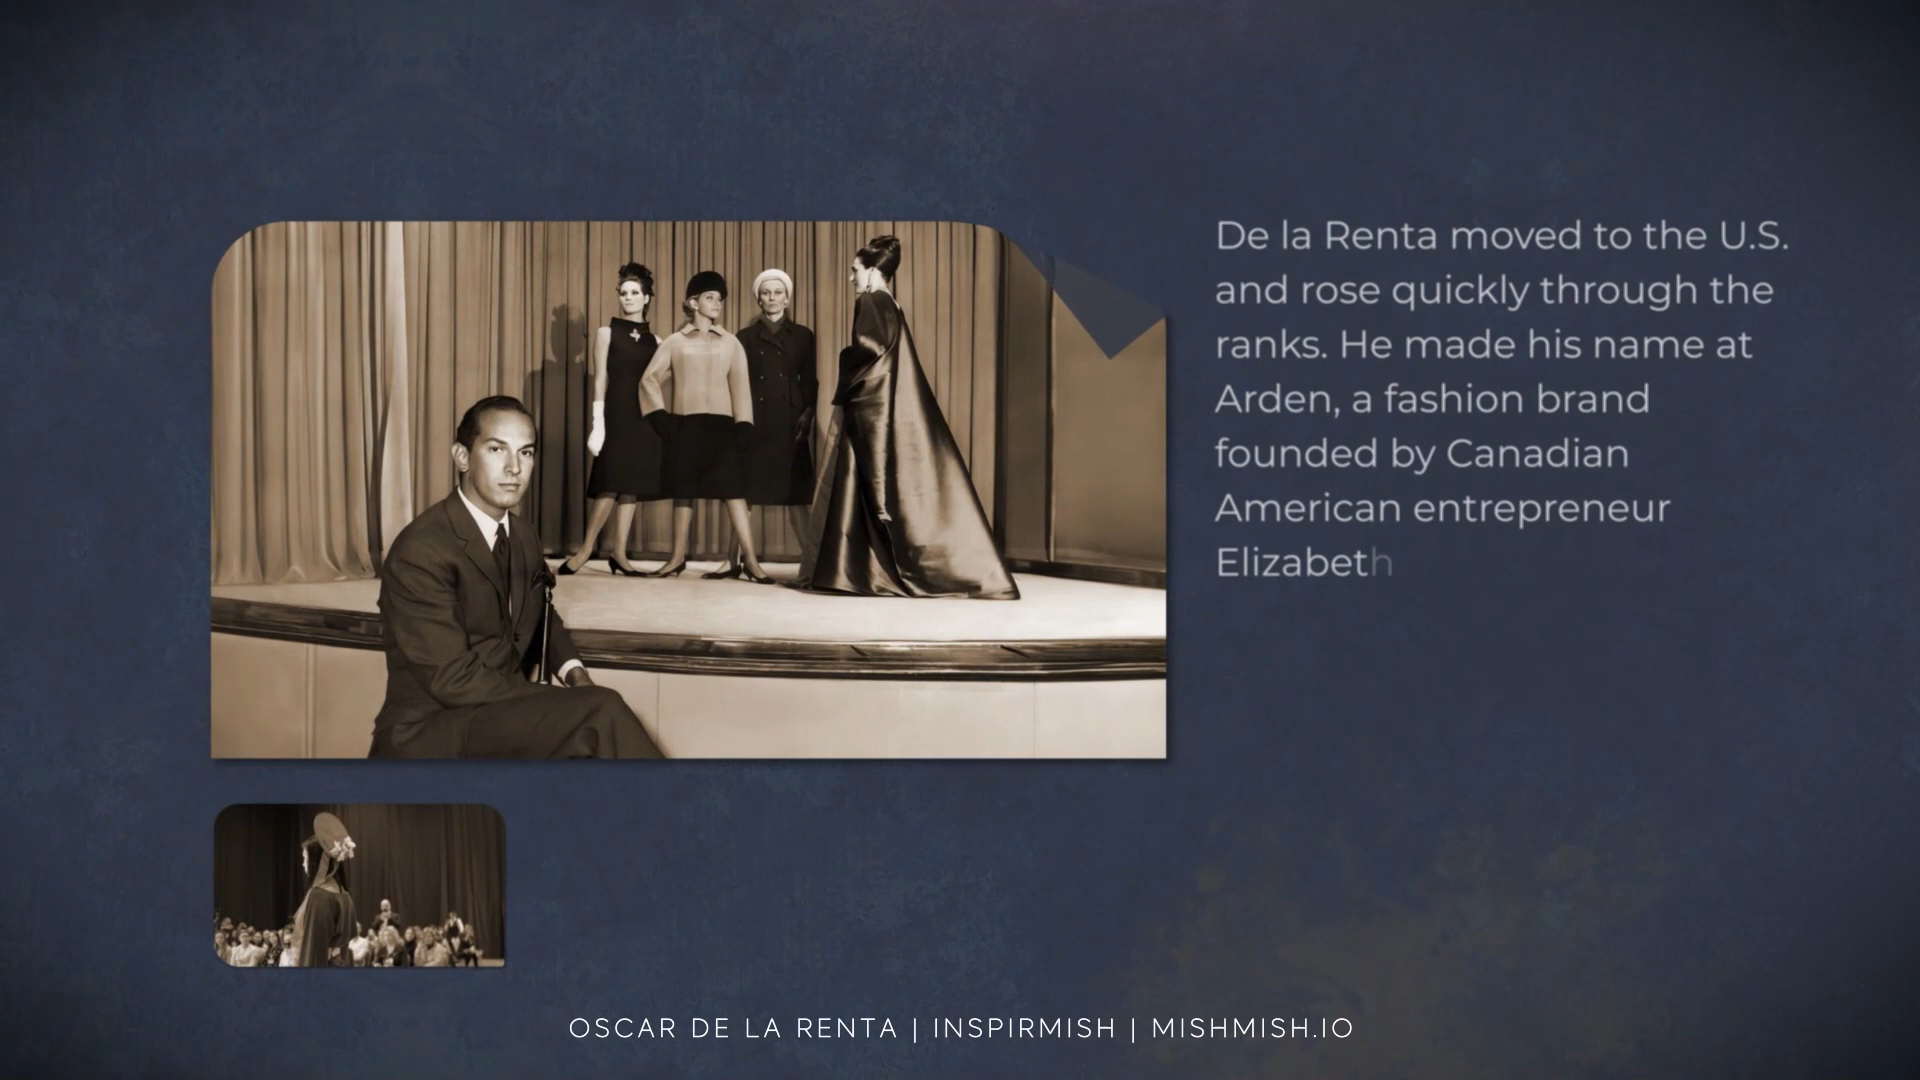 De la Renta moved to the U.S.
and rose quickly through the
ranks. He made his name at
Arden, a fashion brand
founded by Canadian
American entrepreneur
Elizabeth
OSCAR DE LA RENTA | INSPIRMISH | MISHMISH.IO